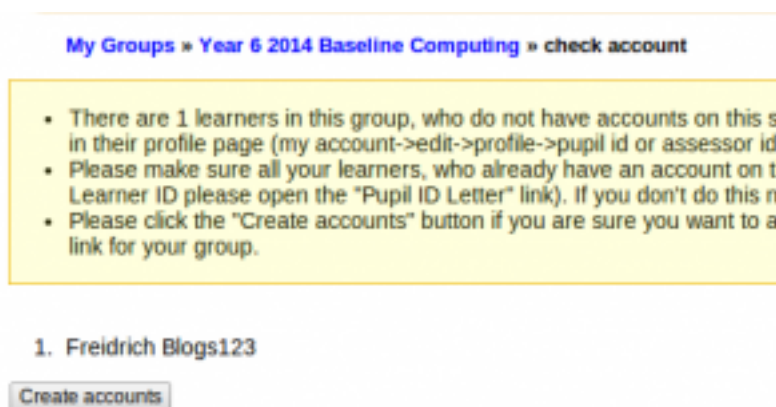 My Groups » Year 6 2014 Baseline Computing » check account
• There are 1 learners in this group, who do not have accounts on this s
in their profile page (my account->edit->profile->pupil id or assessor id
• Please make sure all your learners, who already have an account on t
Learner ID please open the "Pupil ID Letter" link). If you don't do this n
• Please click the "Create accounts" button if you are sure you want to a
link for your group.
1. Freidrich Blogs123
Create accounts